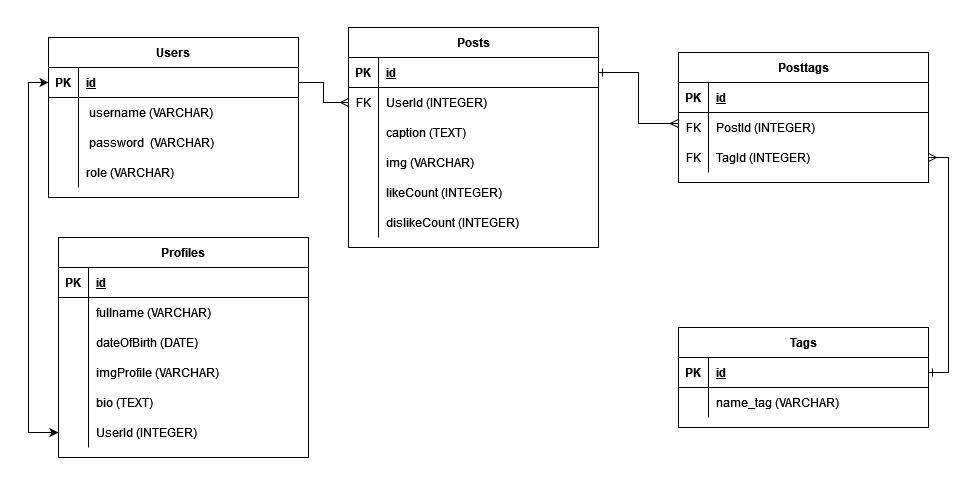 Users
PK id
username (VARCHAR)
password (VARCHAR)
role (VARCHAR)
Posts
PK id
FK UserId (INTEGER)
caption (TEXT)
img (VARCHAR)
likeCount (INTEGER)
dislikeCount (INTEGER)
Posttags
PK id
FK PostId (INTEGER)
FK TagId (INTEGER)
Profiles
PK id
fullname (VARCHAR)
dateOfBirth (DATE)
imgProfile (VARCHAR)
bio (TEXT)
UserId (INTEGER)
Tags
PK id
name_tag (VARCHAR)